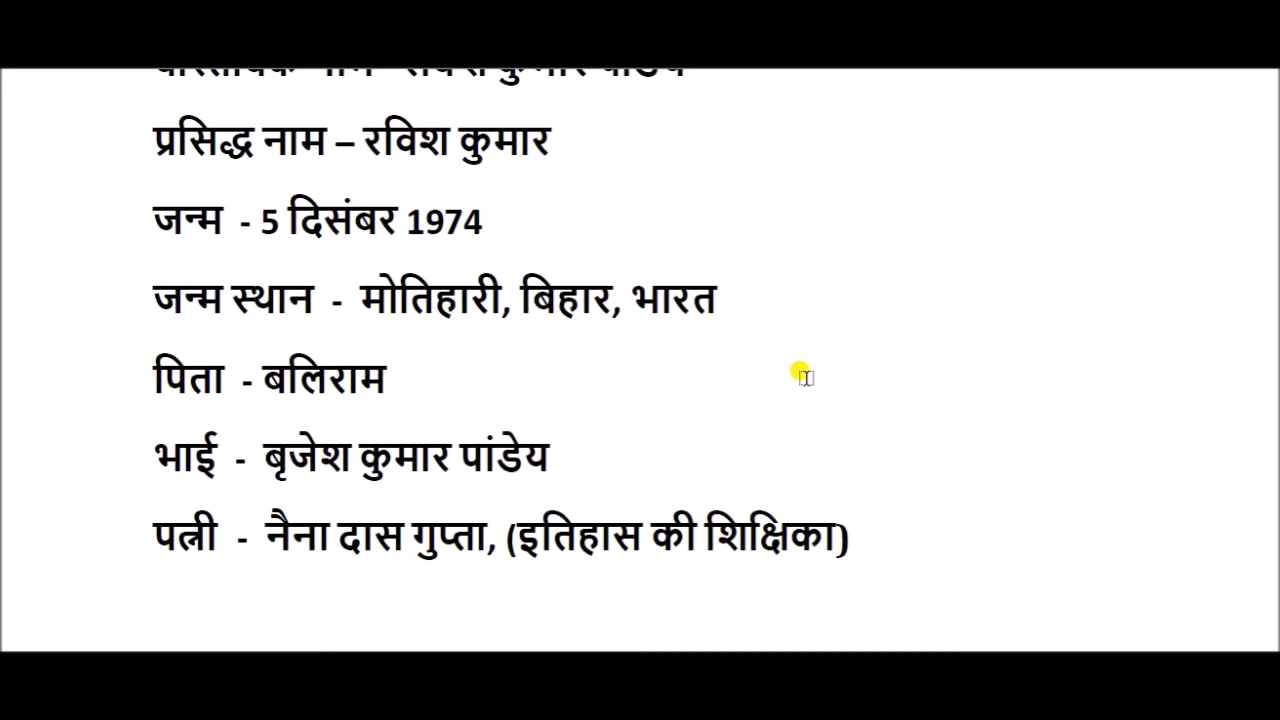 प्रसिद्ध नाम – रविश कुमार
जन्म - 5 दिसंबर 1974
जन्म स्थान - मोतिहारी, बिहार, भारत
पिता - बलिराम
भाई - बृजेश कुमार पांडेय
पत्नी - नैना दास गुप्ता, (इतिहास की शिक्षिका)